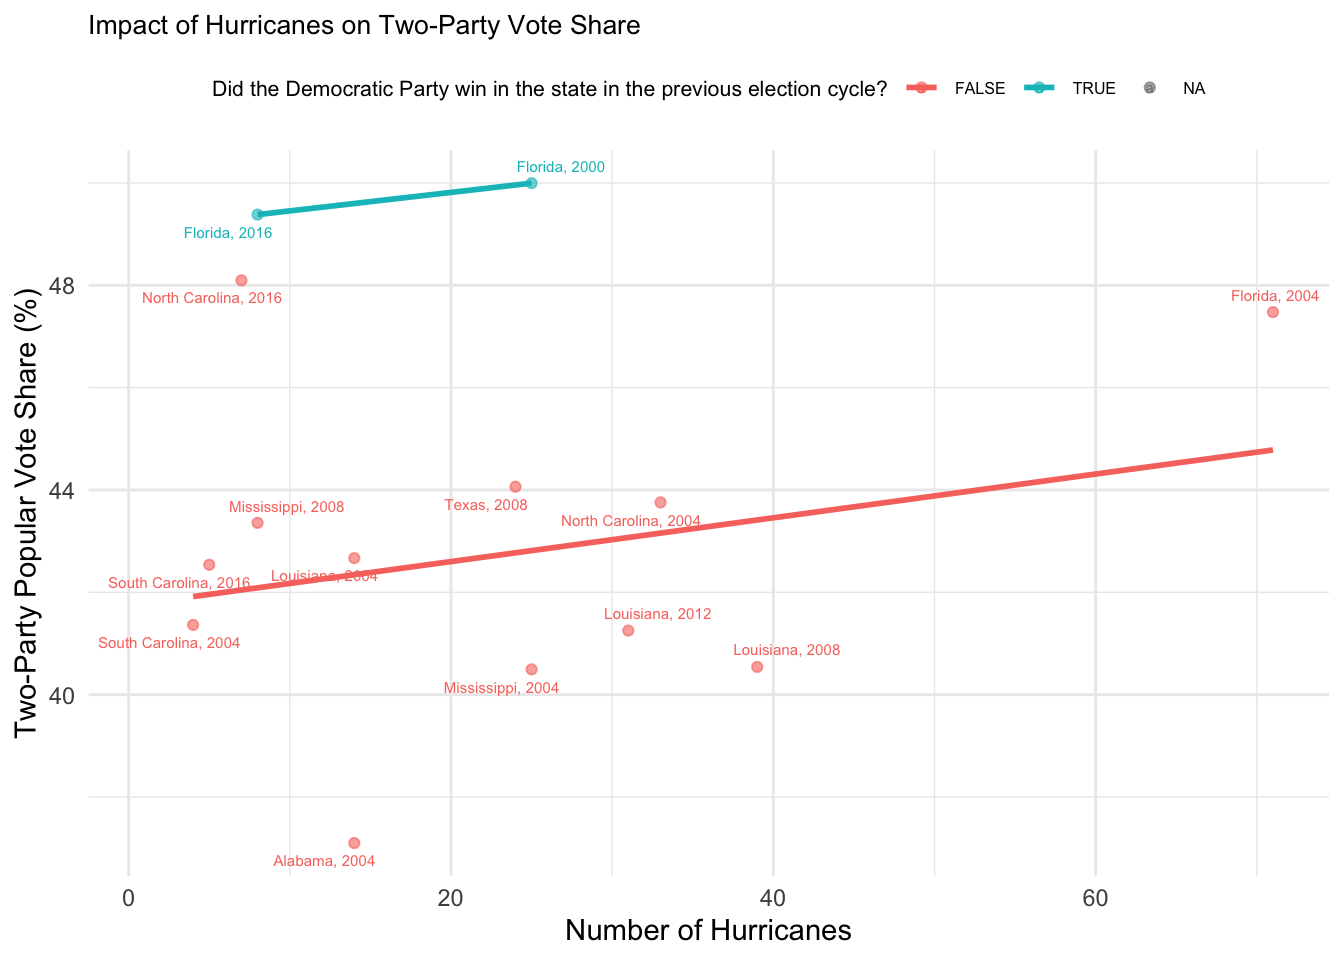 Impact of Hurricanes on Two-Party Vote Share
Did the Democratic Party win in the state in the previous election cycle? FALSE TRUE a NA
Florida, 2000
Florida, 2016
48
North Carolina, 2016
Florida, 2004
44
Texas, 2008
Mississippi, 2008
North Carolina, 2004
Louisiana, 2004
South Carolina, 2016
Louisiana, 2012
South Carolina, 2004
Louisiana, 2008
40
Mississippi, 2004
Alabama, 2004
Two-Party Popular Vote Share (%)
0 20 40 60
Number of Hurricanes